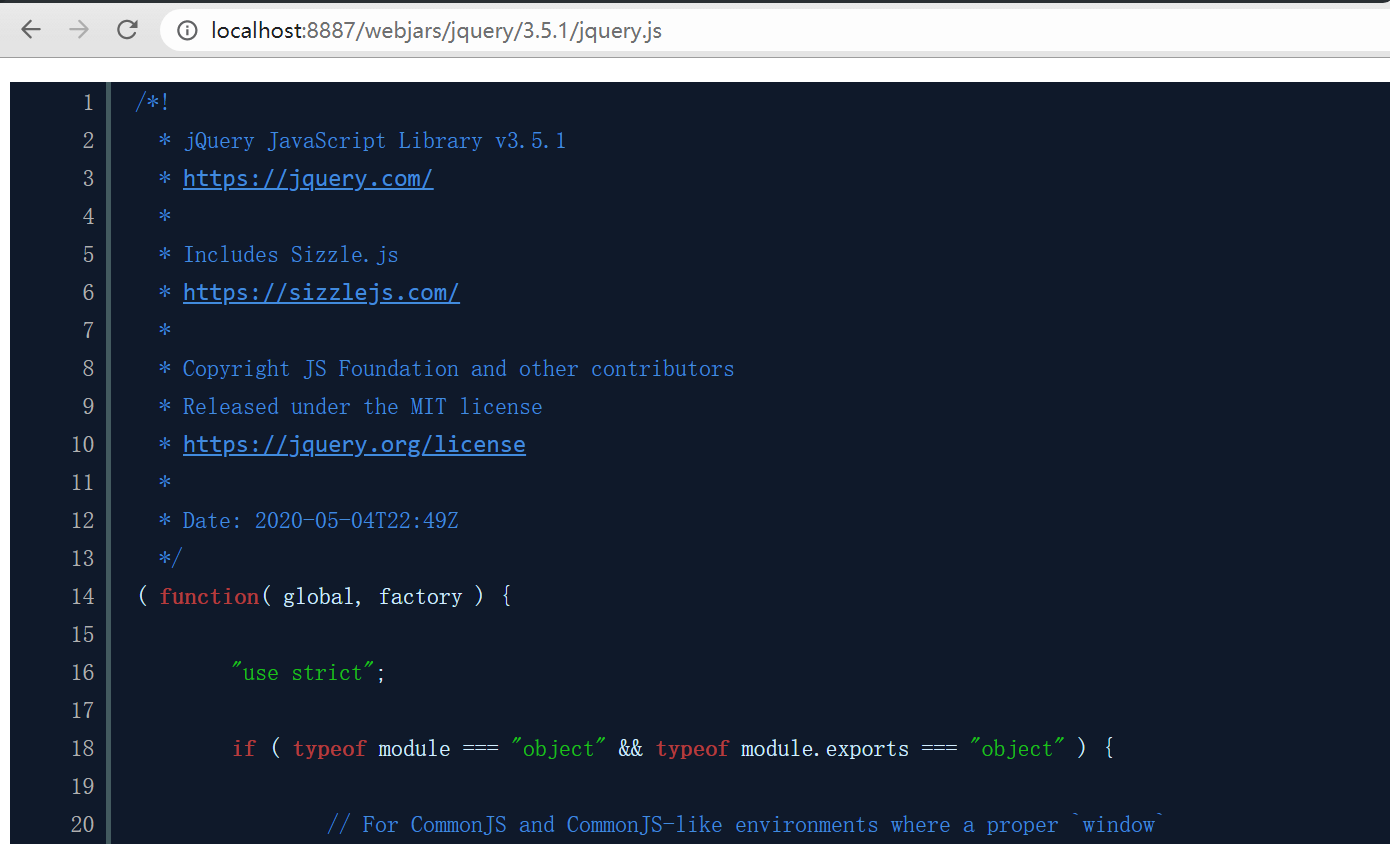 localhost:8887/webjars/jquery/3.5.1/jquery.js
1 /*!
2 * jQuery JavaScript Library v3.5.1
3 * https://jquery.com/
4 *
5 * Includes Sizzle.js
6 * https://sizzlejs.com/
7 *
8 * Copyright JS Foundation and other contributors
9 * Released under the MIT license
10 * https://jquery.org/license
11 *
12 * Date: 2020-05-04T22:49Z
13 */
14 ( function( global, factory ) {
15
16 "use strict";
17
18 if ( typeof module === "object" && typeof module.exports === "object" ) {
19
20 // For CommonJS and CommonJS-like environments where a proper `window`